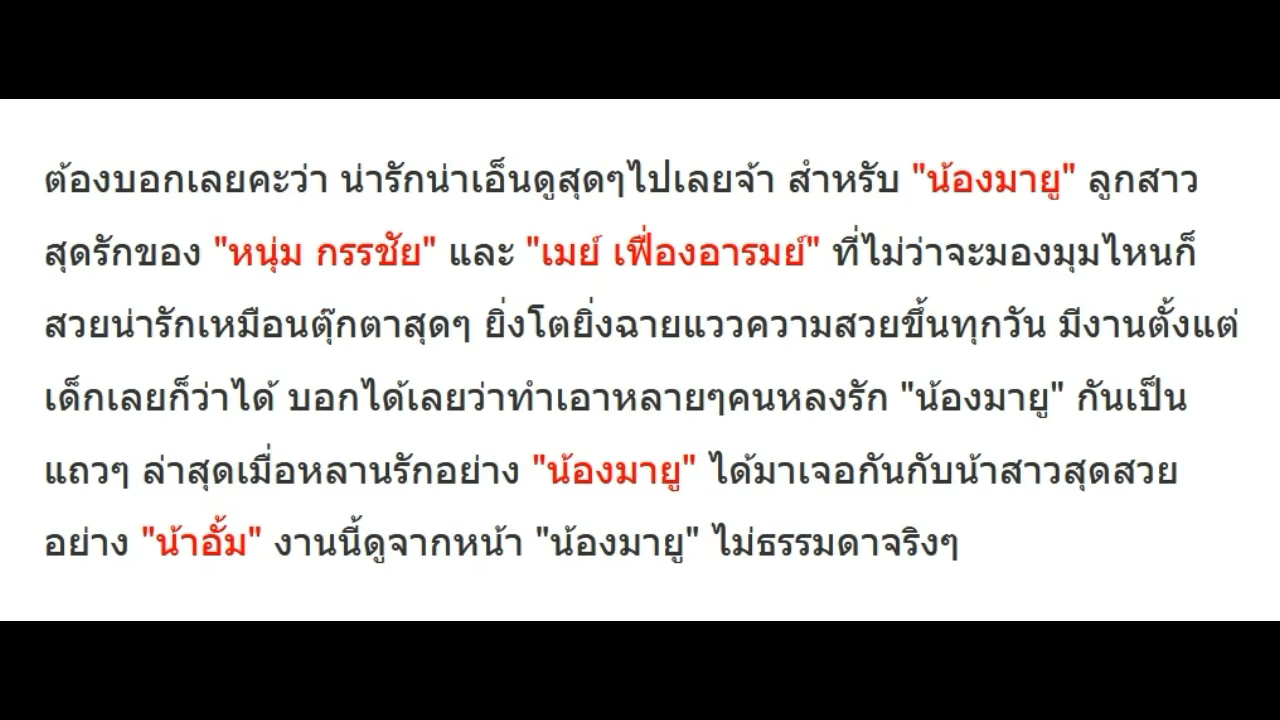 ต้องบอกเลยคะว่า น่ารักน่าเอ็นดูสุดๆไปเลยจ้า สำหรับ "น้องมายู" ลูกสาว
สุดรักของ "หนุ่ม กรรชัย" และ "เมย์ เฟื่องอารมย์" ที่ไม่ว่าจะมองมุมไหนก็
สวยน่ารักเหมือนตุ๊กตาสุดๆ ยิ่งโตยิ่งฉายแววความสวยขึ้นทุกวัน มีงานตั้งแต่
เด็กเลยก็ว่าได้ บอกได้เลยว่าทำเอาหลายๆคนหลงรัก "น้องมายู" กันเป็น
แถวๆ ล่าสุดเมื่อหลานรักอย่าง "น้องมายู" ได้มาเจอกันกับน้าสาวสุดสวย
อย่าง "น้าอั้ม" งานนี้ดูจากหน้า "น้องมายู" ไม่ธรรมดาจริงๆ